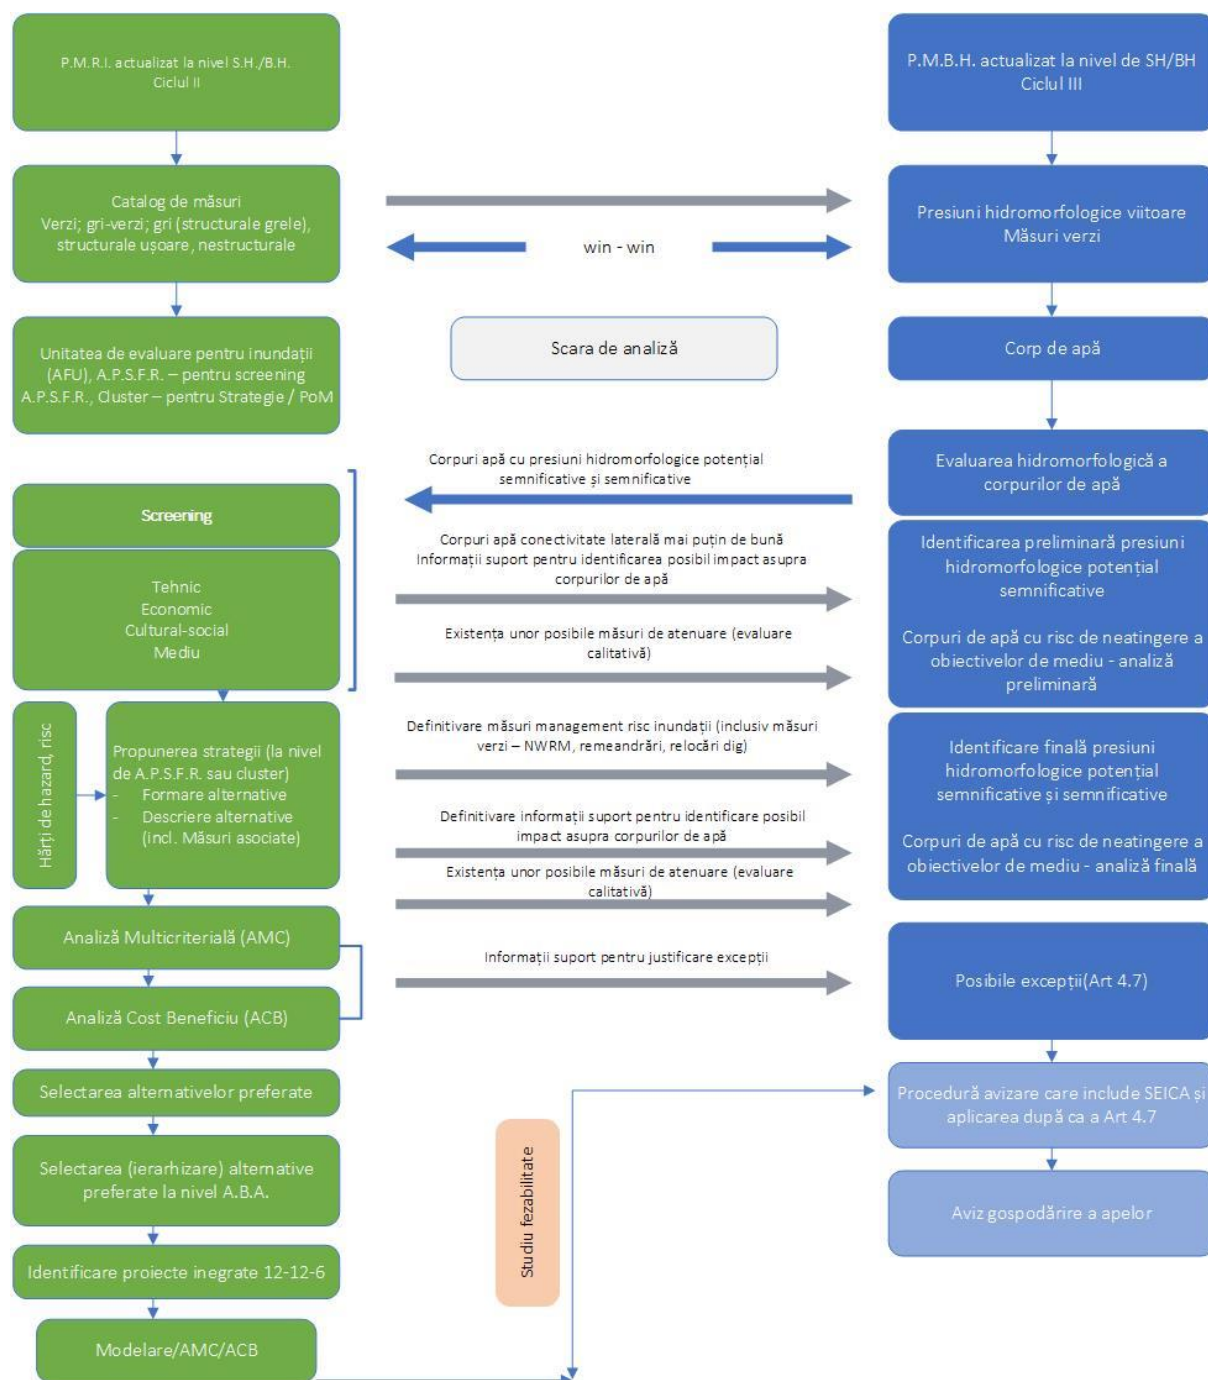 P.M.R.I. actualizat la nivel S.H./B.H.
Ciclul II
P.M.B.H. actualizat la nivel de SH/BH
Ciclul III
Catalog de măsuri
Verzi; gri-verzi; gri (structurale grele),
structurale ușoare, nestructurale
win - win
Presiuni hidromorfologice viitoare
Măsuri verzi
Unitatea de evaluare pentru inundații
(AFU), A.P.S.F.R. – pentru screening
A.P.S.F.R., Cluster – pentru Strategie / PoM
Scara de analiză
Corp de apă
Corpuri apă cu presiuni hidromorfologice potențial
semnificative și semnificative
Evaluarea hidromorfologică a
corpurilor de apă
Screening
Tehnic
Economic
Cultural-social
Mediu
Corpuri apă conectivitate laterală mai puțin de bună
Informații suport pentru identificarea posibil impact asupra
corpurilor de apă
Existența unor posibile măsuri de atenuare (evaluare
calitativă)
Identificarea preliminară presiuni
hidromorfologice potențial
semnificative
Corpuri de apă cu risc de neatingere a
obiectivelor de mediu - analiză
preliminară
Hărți de hazard, risc
Propunerea strategii (la nivel
de A.P.S.F.R. sau cluster)
- Formare alternative
- Descriere alternative
(incl. Măsuri asociate)
Definitivare măsuri management risc inundații (inclusiv măsuri
verzi – NWRM, remeandrări, relocări dig)
Definitivare informații suport pentru identificare posibil
impact asupra corpurilor de apă
Existența unor posibile măsuri de atenuare (evaluare
calitativă)
Identificare finală presiuni
hidromorfologice potențial
semnificative și semnificative
Corpuri de apă cu risc de neatingere a
obiectivelor de mediu - analiză finală
Analiză Multicriterială (AMC)
Analiză Cost Beneficiu (ACB)
Informații suport pentru justificare excepții
Posibile excepții(Art 4.7)
Selectarea alternativelor preferate
Selectarea (ierarhizare) alternative
preferate la nivel A.B.A.
Identificare proiecte inegrate 12-12-6
Modelare/AMC/ACB
Studiu fezabilitate
Procedură avizare care include SEICA și
aplicarea după ca a Art 4.7
Aviz gospodărire a apelor